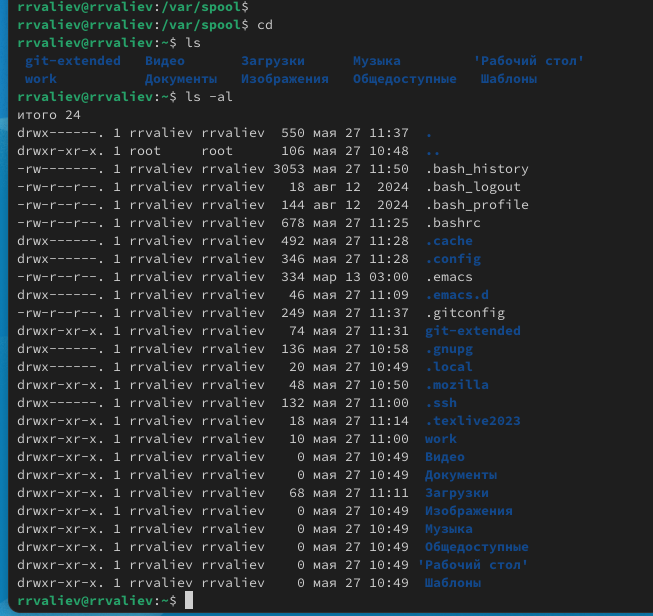 rrvaliev@rrvaliev:/var/spool$
rrvaliev@rrvaliev:/var/spool$ cd
rrvaliev@rrvaliev:~$ ls
git-extended Видео Загрузки Музыка 'Рабочий стол'
work Документы Изображения Общедоступные Шаблоны
rrvaliev@rrvaliev:~$ ls -al
итого 24
drwx------. 1 rrvaliev rrvaliev 550 мая 27 11:37 .
drwxr-xr-x. 1 root root 106 мая 27 10:48 ..
-rw-------. 1 rrvaliev rrvaliev 3053 мая 27 11:50 .bash_history
-rw-r--r--. 1 rrvaliev rrvaliev 18 авг 12 2024 .bash_logout
-rw-r--r--. 1 rrvaliev rrvaliev 144 авг 12 2024 .bash_profile
-rw-r--r--. 1 rrvaliev rrvaliev 678 мая 27 11:25 .bashrc
drwx------. 1 rrvaliev rrvaliev 492 мая 27 11:28 .cache
drwx------. 1 rrvaliev rrvaliev 346 мая 27 11:28 .config
-rw-r--r--. 1 rrvaliev rrvaliev 334 мар 13 03:00 .emacs
drwx------. 1 rrvaliev rrvaliev 46 мая 27 11:09 .emacs.d
-rw-r--r--. 1 rrvaliev rrvaliev 249 мая 27 11:37 .gitconfig
drwxr-xr-x. 1 rrvaliev rrvaliev 74 мая 27 11:31 git-extended
drwx------. 1 rrvaliev rrvaliev 136 мая 27 10:58 .gnupg
drwx------. 1 rrvaliev rrvaliev 20 мая 27 10:49 .local
drwxr-xr-x. 1 rrvaliev rrvaliev 48 мая 27 10:50 .mozilla
drwx------. 1 rrvaliev rrvaliev 132 мая 27 11:00 .ssh
drwxr-xr-x. 1 rrvaliev rrvaliev 18 мая 27 11:14 .texlive2023
drwxr-xr-x. 1 rrvaliev rrvaliev 10 мая 27 11:00 work
drwxr-xr-x. 1 rrvaliev rrvaliev 0 мая 27 10:49 Видео
drwxr-xr-x. 1 rrvaliev rrvaliev 0 мая 27 10:49 Документы
drwxr-xr-x. 1 rrvaliev rrvaliev 68 мая 27 11:11 Загрузки
drwxr-xr-x. 1 rrvaliev rrvaliev 0 мая 27 10:49 Изображения
drwxr-xr-x. 1 rrvaliev rrvaliev 0 мая 27 10:49 Музыка
drwxr-xr-x. 1 rrvaliev rrvaliev 0 мая 27 10:49 Общедоступные
drwxr-xr-x. 1 rrvaliev rrvaliev 0 мая 27 10:49 'Рабочий стол'
drwxr-xr-x. 1 rrvaliev rrvaliev 0 мая 27 10:49 Шаблоны
rrvaliev@rrvaliev:~$